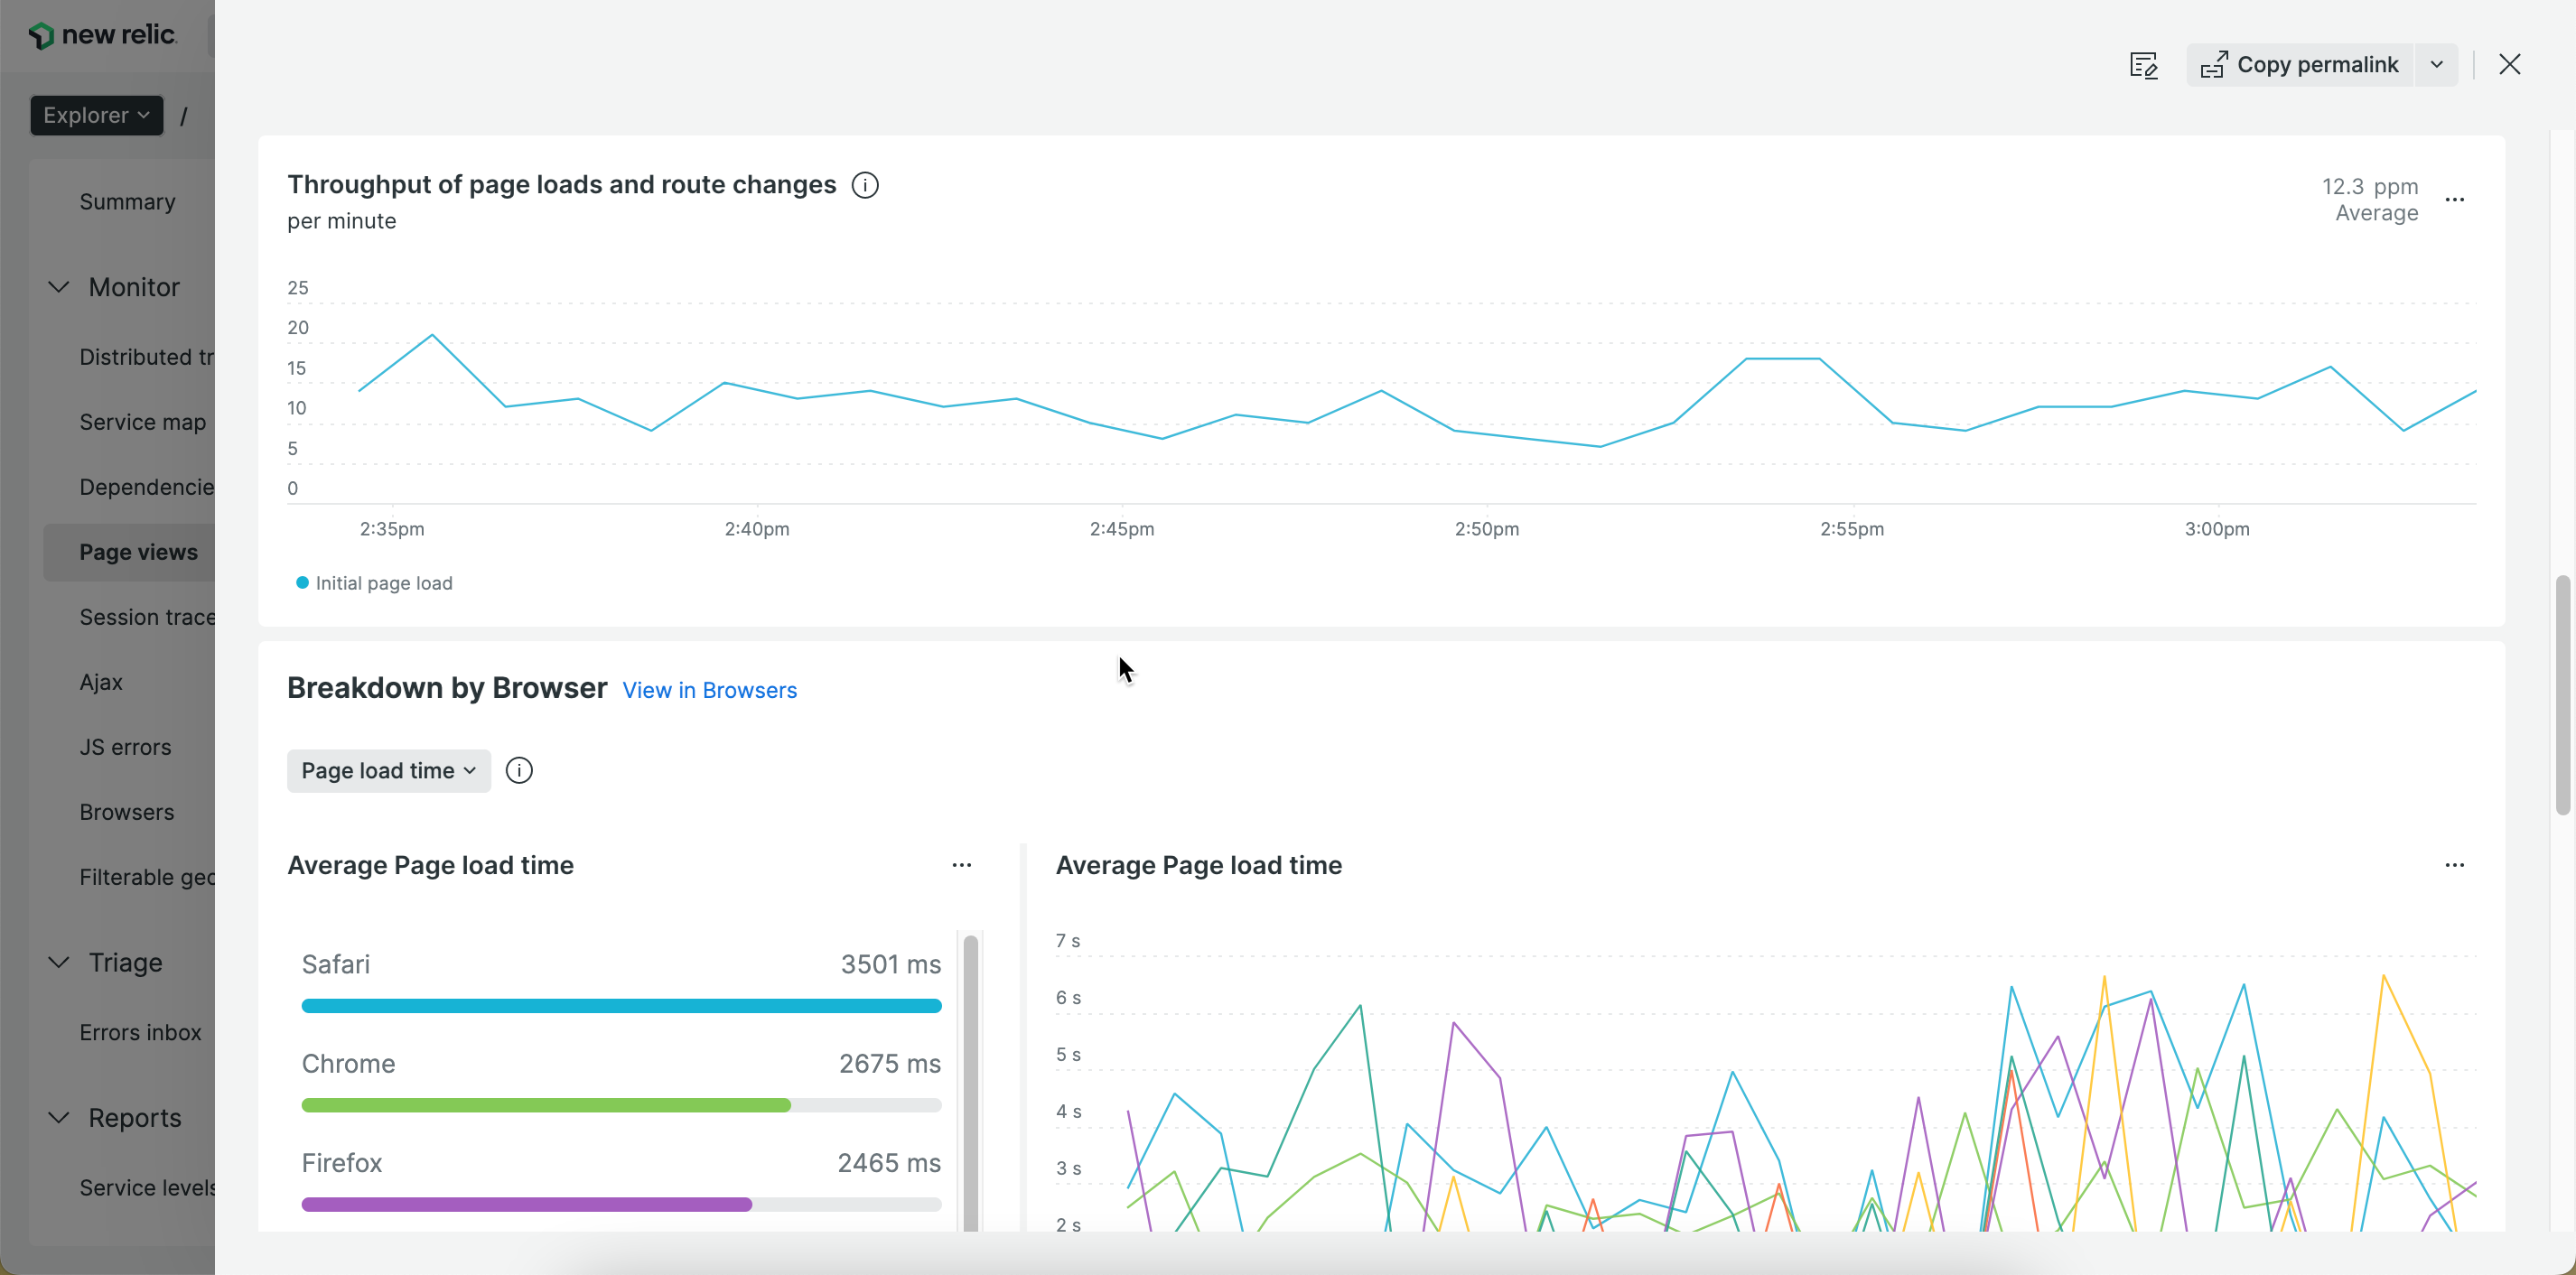 new relic.
Explorer /
Summary
Monitor
Distributed tr
Service map
Dependencie
Page views
Session trace
Ajax
JS errors
Browsers
Filterable geo
Triage
Errors inbox
Reports
Service levels
Copy permalink
Throughput of page loads and route changes
per minute
12.3 ppm
Average
25
20
15
10
5
0
2:35pm 2:40pm 2:45pm 2:50pm 2:55pm 3:00pm
Initial page load
Breakdown by Browser View in Browsers
Page load time
Average Page load time
Safari 3501 ms
Chrome 2675 ms
Firefox 2465 ms
Average Page load time
7 s
6 s
5 s
4 s
3 s
2 s